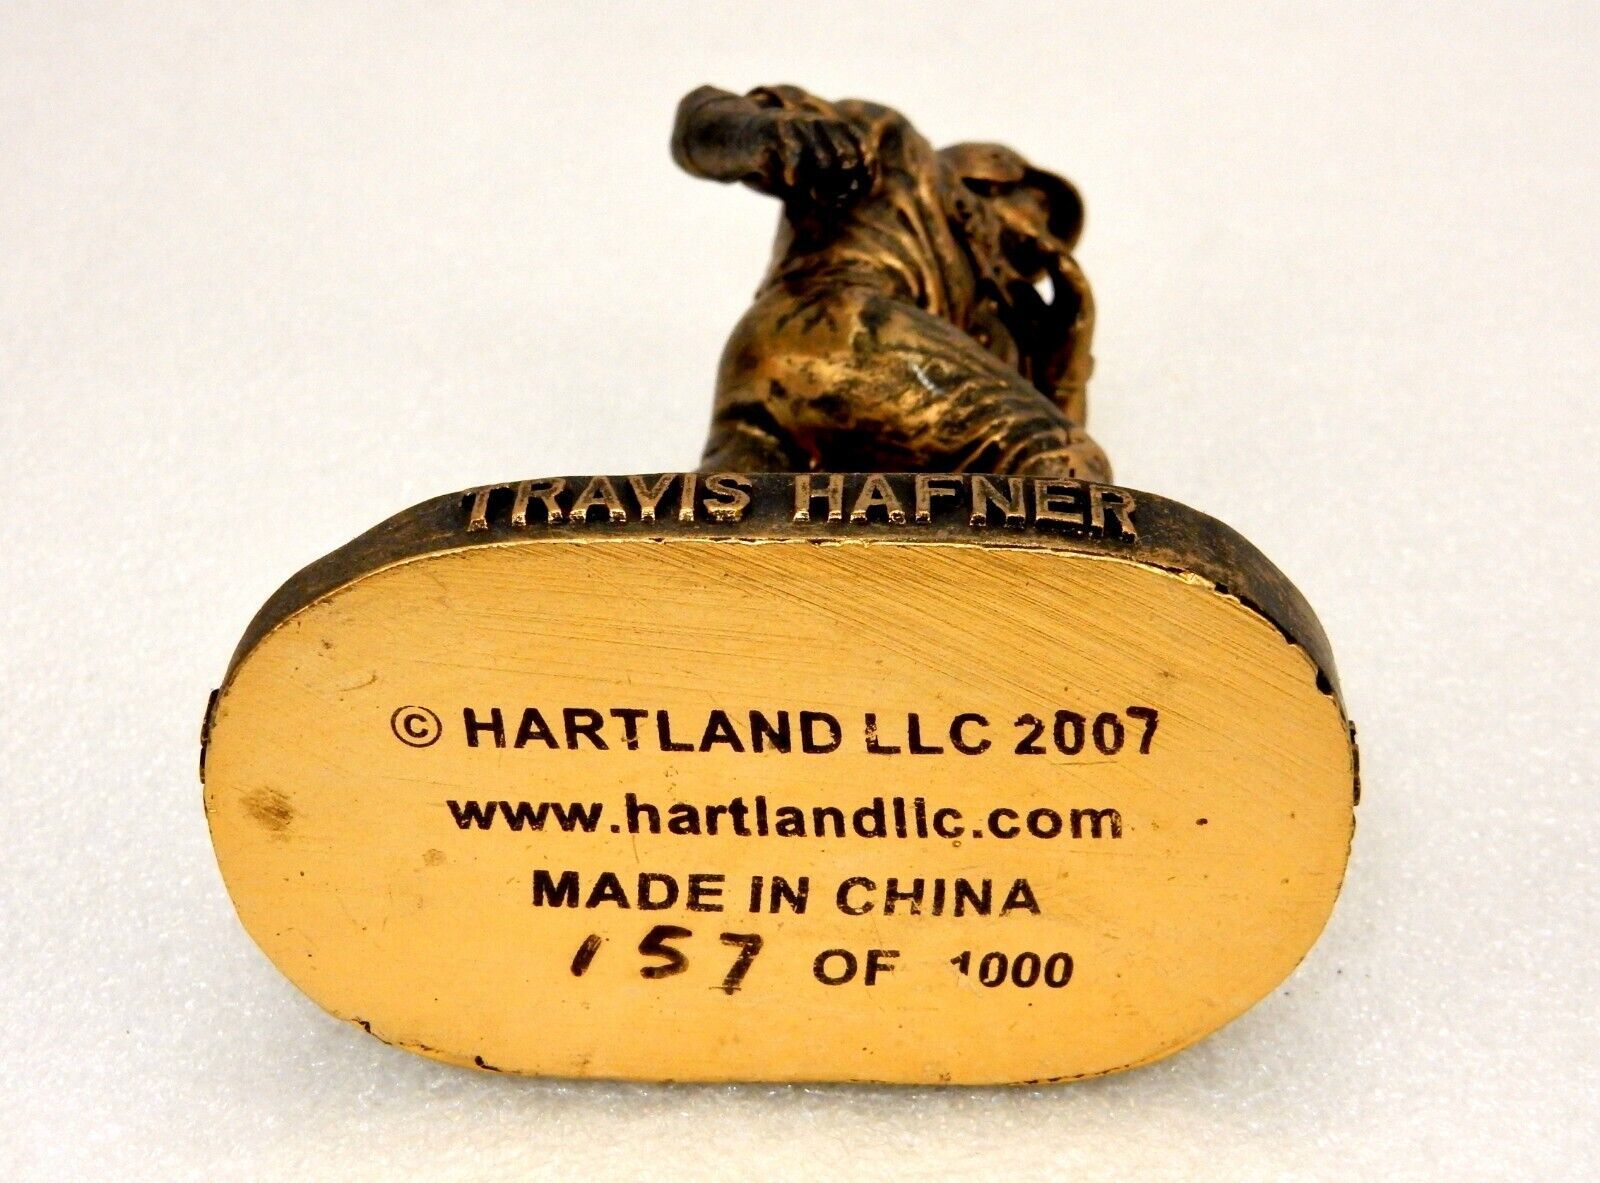 TRAVIS HAFNER
© HARTLAND LLC 2007
www.hartlandllc.com
MADE IN CHINA
157 OF 1000